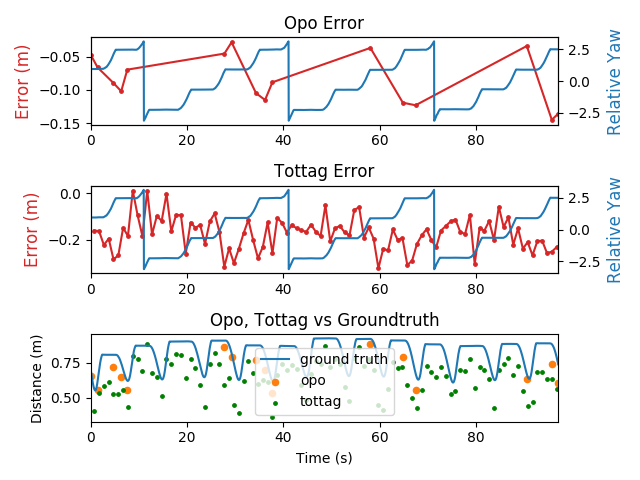 Opo Error
Error (m)
−0.05
−0.10
−0.15
2.5
0.0
−2.5
Relative Yaw
0 20 40 60 80
Tottag Error
Error (m)
0.0
−0.2
2.5
0.0
−2.5
Relative Yaw
0 20 40 60 80
Opo, Tottag vs Groundtruth
Distance (m)
0.75
0.50
ground truth
opo
tottag
0 20 40 60 80
Time (s)